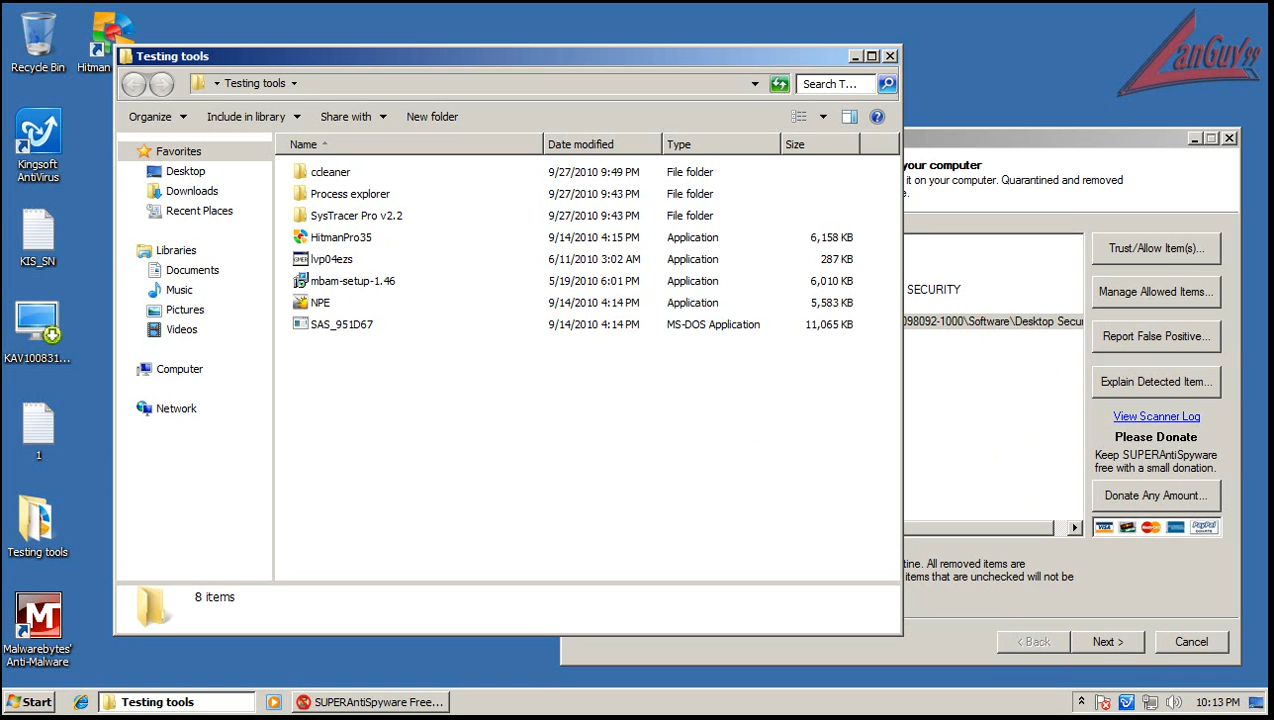 Recycle Bin
Hitman
Kingsoft
AntiVirus
KIS_SN
KAV100831...
1
Testing tools
Malwarebytes'
Anti-Malware
Testing tools
Testing tools
Search T...
Organize
Include in library
Share with
New folder
Name
Date modified
Type
Size
Favorites
Desktop
Downloads
Recent Places
Libraries
Documents
Music
Pictures
Videos
Computer
Network
ccleaner 9/27/2010 9:49 PM File folder
Process explorer 9/27/2010 9:43 PM File folder
SysTracer Pro v2.2 9/27/2010 9:43 PM File folder
HitmanPro35 9/14/2010 4:15 PM Application 6,158 KB
lvp04ezs 6/11/2010 3:02 AM Application 287 KB
mbam-setup-1.46 5/19/2010 6:01 PM Application 6,010 KB
NPE 9/14/2010 4:14 PM Application 5,583 KB
SAS_951D67 9/14/2010 4:14 PM MS-DOS Application 11,065 KB
8 items
LanGuy99
your computer
it on your computer. Quarantined and removed
e.
SECURITY
098092-1000\Software\Desktop Secur
Trust/Allow Item(s)...
Manage Allowed Items...
Report False Positive...
Explain Detected Item...
View Scanner Log
Please Donate
Keep SUPERAntiSpyware
free with a small donation.
Donate Any Amount...
VISA
PayPal
tine. All removed items are
items that are unchecked will not be
< Back
Next >
Cancel
Start
Testing tools
SUPERAntiSpyware Free...
10:13 PM